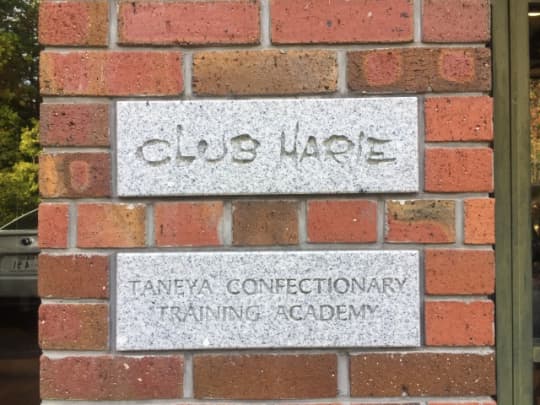 CLUB HARIE
TANEYA CONFECTIONARY
TRAINING ACADEMY